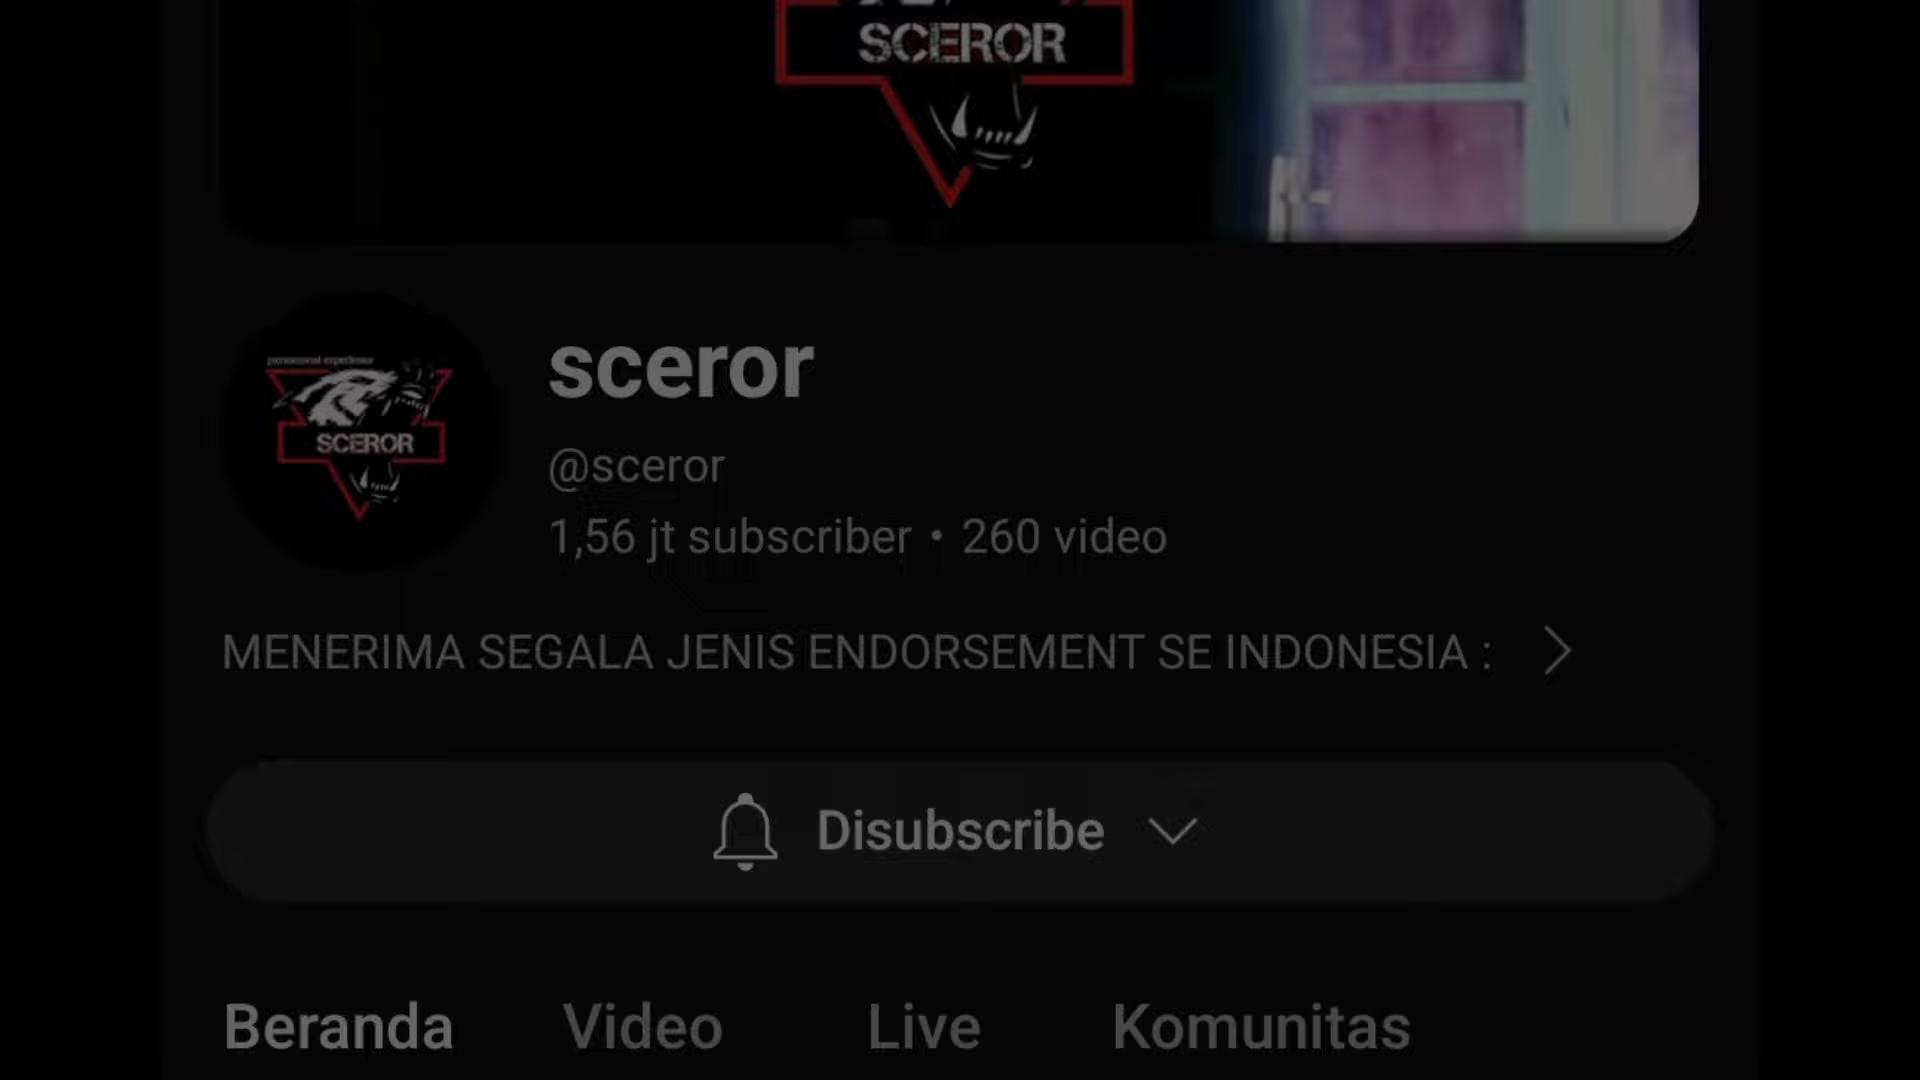 SCEROR
SCEROR
sceror
@sceror
1,56 jt subscriber • 260 video
MENERIMA SEGALA JENIS ENDORSEMENT SE INDONESIA :
Disubscribe
Beranda Video Live Komunitas